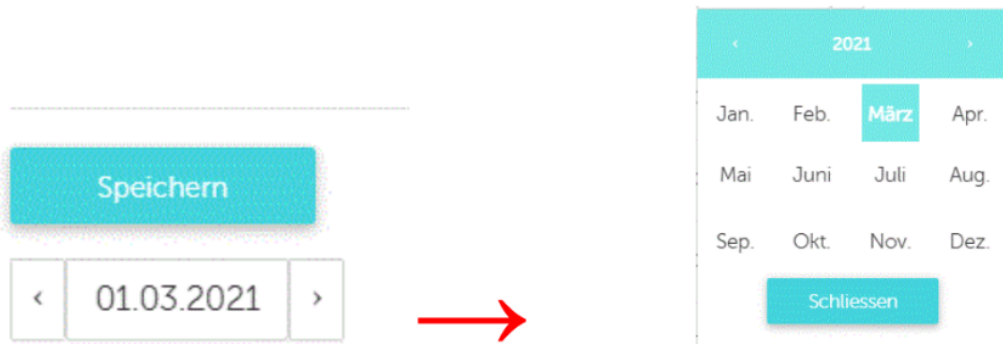 Speichern
‹ 01.03.2021 ›
‹ 2021 ›
Jan. Feb. März Apr.
Mai Juni Juli Aug.
Sep. Okt. Nov. Dez.
Schliessen